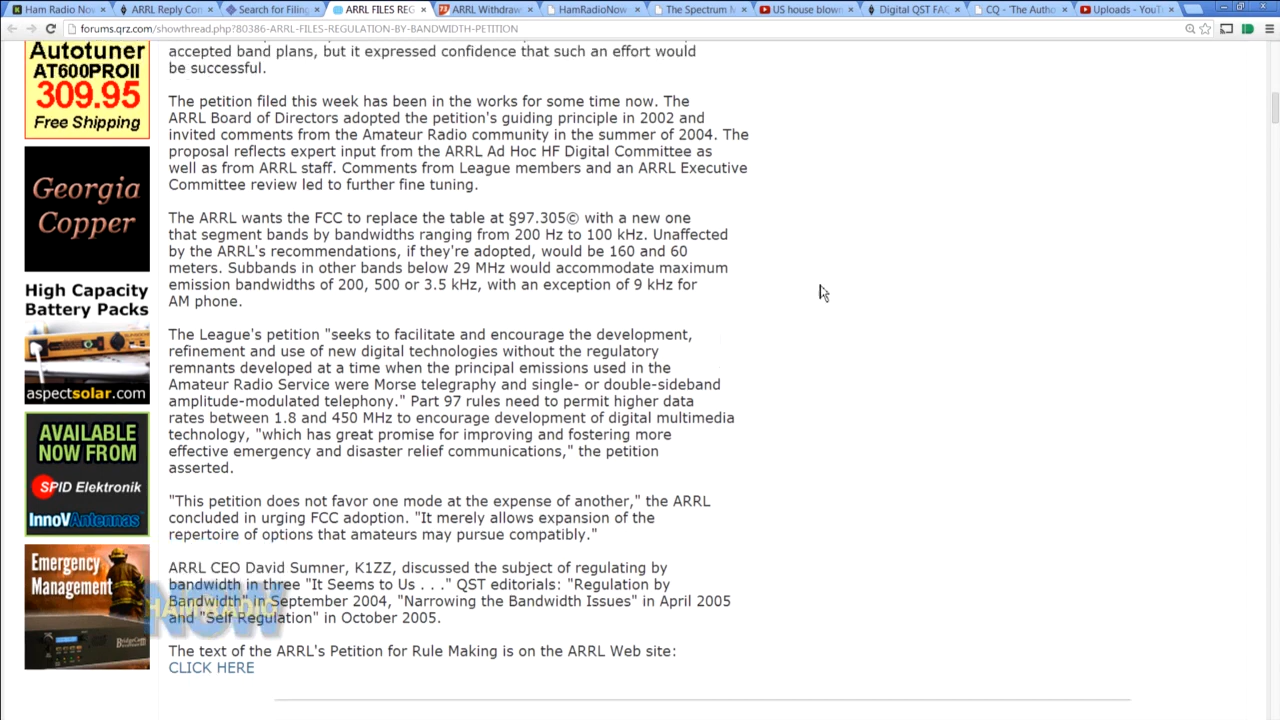 Ham Radio Nov
ARRL Reply Cor
Search for Filing
ARRL FILES REG
ARRL Withdraw
HamRadioNow
The Spectrum M
US house blown
Digital QST FAC
CQ - 'The Autho
Uploads - YouTu
forums.qrz.com/showthread.php?80386-ARRL-FILES-REGULATION-BY-BANDWIDTH-PETITION
Autotuner
AT600PROII
309.95
Free Shipping
Georgia
Copper
High Capacity
Battery Packs
aspectsolar.com
AVAILABLE
NOW FROM
SPID Elektronik
InnoVAntennas
Emergency
Management
accepted band plans, but it expressed confidence that such an effort would
be successful.
The petition filed this week has been in the works for some time now. The
ARRL Board of Directors adopted the petition's guiding principle in 2002 and
invited comments from the Amateur Radio community in the summer of 2004. The
proposal reflects expert input from the ARRL Ad Hoc HF Digital Committee as
well as from ARRL staff. Comments from League members and an ARRL Executive
Committee review led to further fine tuning.
The ARRL wants the FCC to replace the table at §97.305© with a new one
that segment bands by bandwidths ranging from 200 Hz to 100 kHz. Unaffected
by the ARRL's recommendations, if they're adopted, would be 160 and 60
meters. Subbands in other bands below 29 MHz would accommodate maximum
emission bandwidths of 200, 500 or 3.5 kHz, with an exception of 9 kHz for
AM phone.
The League's petition "seeks to facilitate and encourage the development,
refinement and use of new digital technologies without the regulatory
remnants developed at a time when the principal emissions used in the
Amateur Radio Service were Morse telegraphy and single- or double-sideband
amplitude-modulated telephony." Part 97 rules need to permit higher data
rates between 1.8 and 450 MHz to encourage development of digital multimedia
technology, "which has great promise for improving and fostering more
effective emergency and disaster relief communications," the petition
asserted.
"This petition does not favor one mode at the expense of another," the ARRL
concluded in urging FCC adoption. "It merely allows expansion of the
repertoire of options that amateurs may pursue compatibly."
ARRL CEO David Sumner, K1ZZ, discussed the subject of regulating by
bandwidth in three "It Seems to Us . . ." QST editorials: "Regulation by
Bandwidth" in September 2004, "Narrowing the Bandwidth Issues" in April 2005
and "Self Regulation" in October 2005.
The text of the ARRL's Petition for Rule Making is on the ARRL Web site:
CLICK HERE
HAM RADIO
NOW